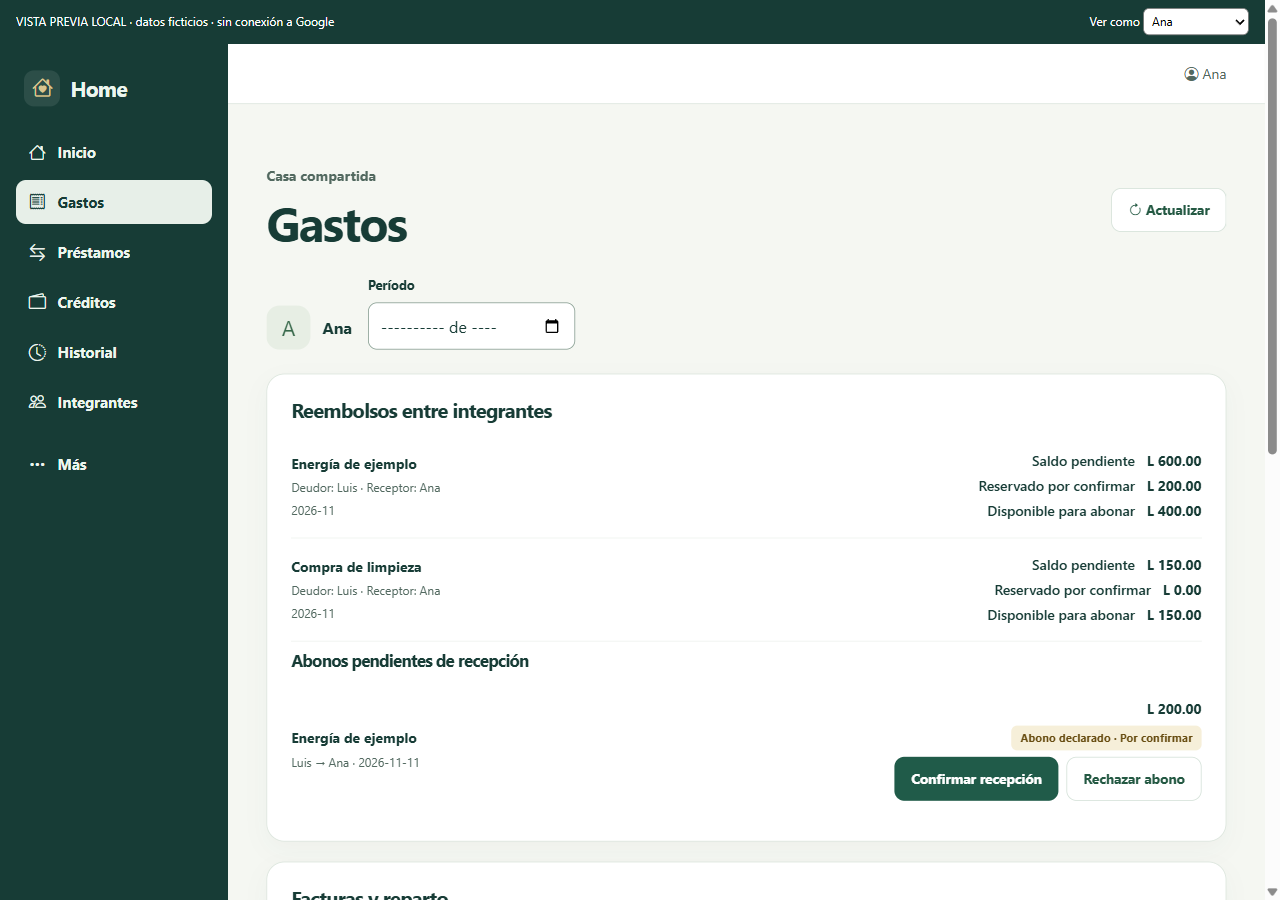 VISTA PREVIA LOCAL · datos ficticios · sin conexión a Google
Ver como Ana
Home
Ana
Inicio
Gastos
Préstamos
Créditos
Historial
Integrantes
Más
Casa compartida
Gastos
Actualizar
Período
A Ana
---------- de ----
Reembolsos entre integrantes
Energía de ejemplo
Deudor: Luis · Receptor: Ana
2026-11
Saldo pendiente L 600.00
Reservado por confirmar L 200.00
Disponible para abonar L 400.00
Compra de limpieza
Deudor: Luis · Receptor: Ana
2026-11
Saldo pendiente L 150.00
Reservado por confirmar L 0.00
Disponible para abonar L 150.00
Abonos pendientes de recepción
Energía de ejemplo
Luis → Ana · 2026-11-11
L 200.00
Abono declarado · Por confirmar
Confirmar recepción
Rechazar abono
Facturas y reparto